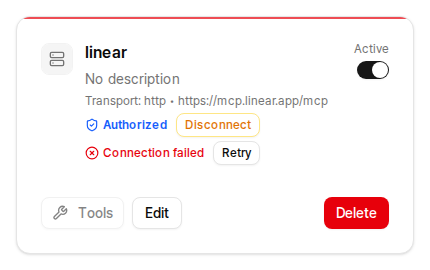 linear
Active
No description
Transport: http • https://mcp.linear.app/mcp
Authorized Disconnect
Connection failed Retry
Tools Edit Delete